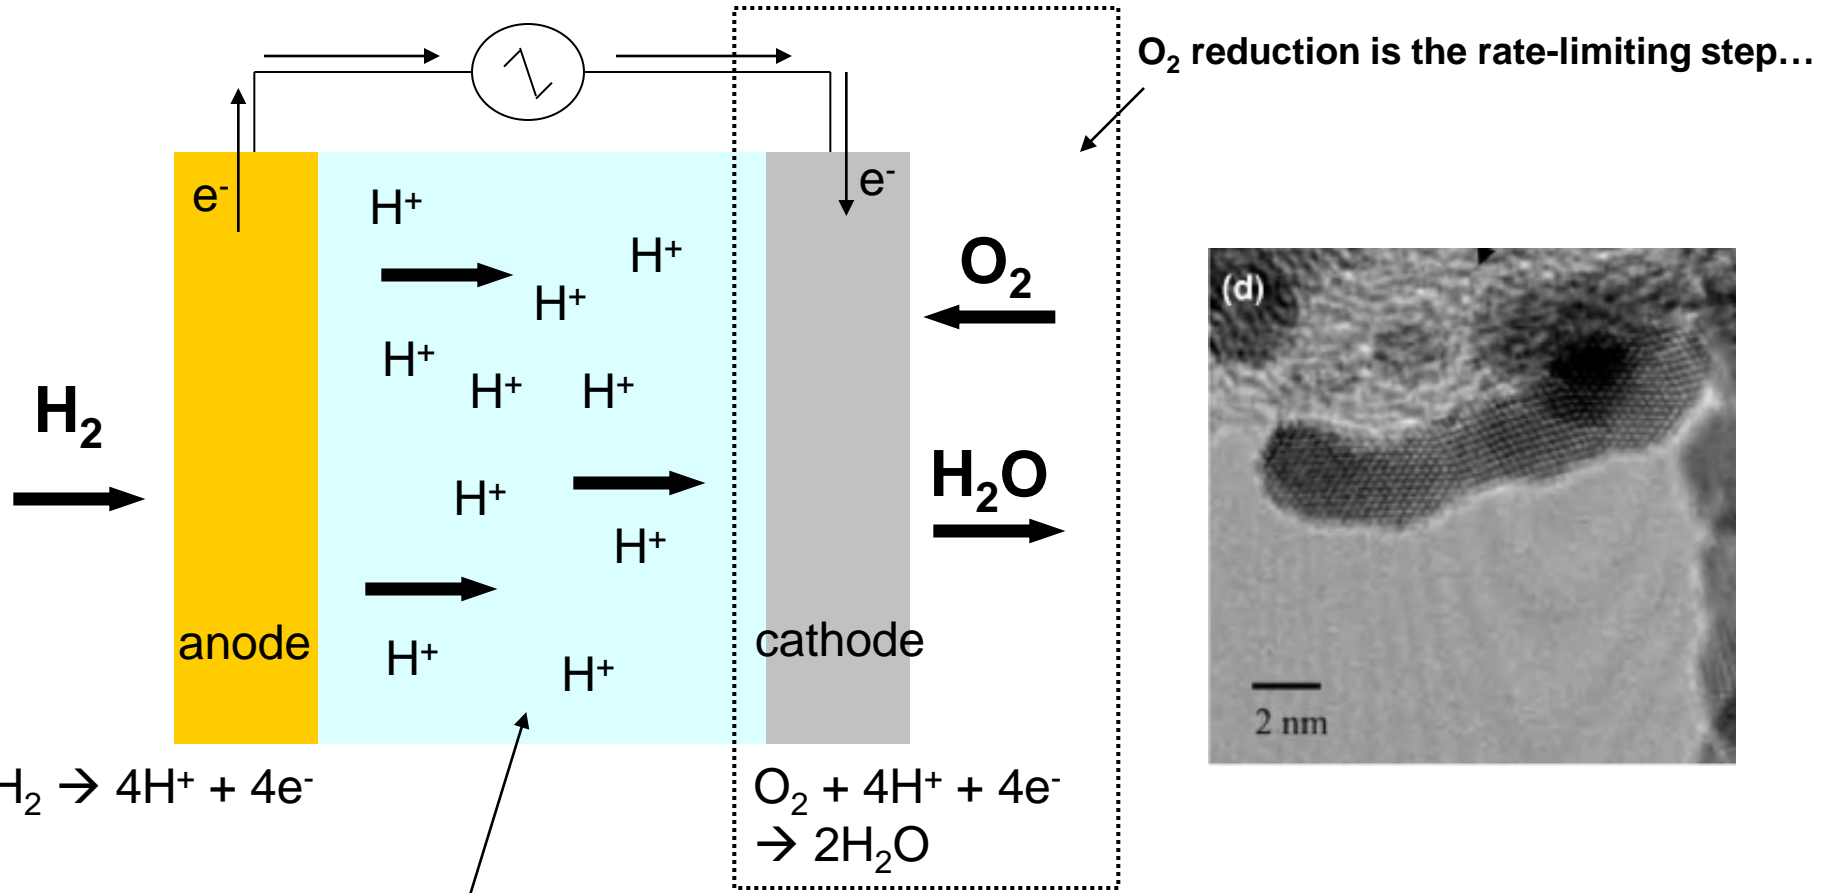 O₂ reduction is the rate-limiting step...
e⁻
e⁻
H⁺
H⁺
O₂
(d)
H⁺
H⁺
H⁺
H⁺
H₂
H₂O
H⁺
H⁺
anode
cathode
H⁺
H⁺
2 nm
H₂ → 4H⁺ + 4e⁻
O₂ + 4H⁺ + 4e⁻
→ 2H₂O